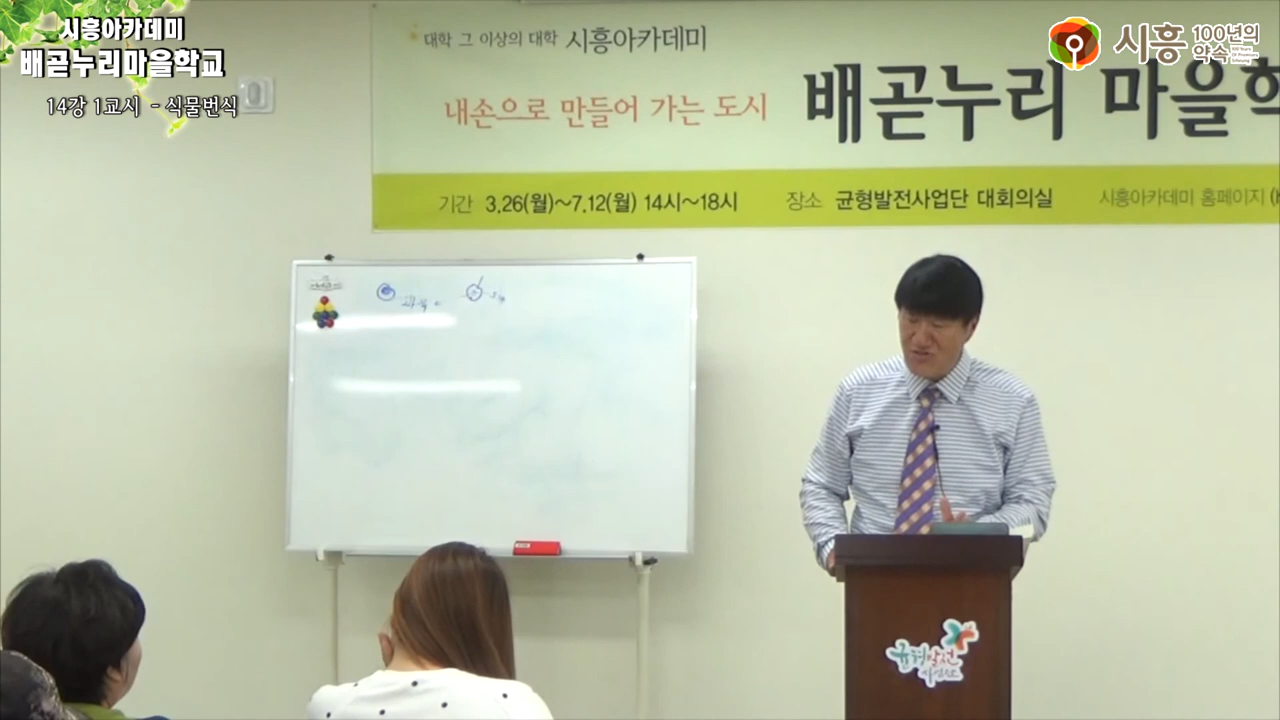 시흥아카데미
배곧누리마을학교
14강 1교시 - 식물번식
시흥 100년의 약속
대학 그 이상의 대학 시흥아카데미
내손으로 만들어 가는 도시
배곧누리 마을학
기간 3.26(월)~7.12(월) 14시~18시 장소 균형발전사업단 대회의실 시흥아카데미 홈페이지
균형발전